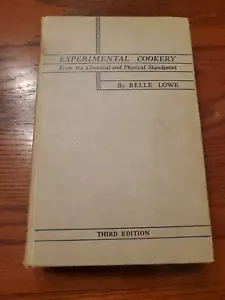 EXPERIMENTAL COOKERY
From the Chemical and Physical Standpoint
By BELLE LOWE
THIRD EDITION